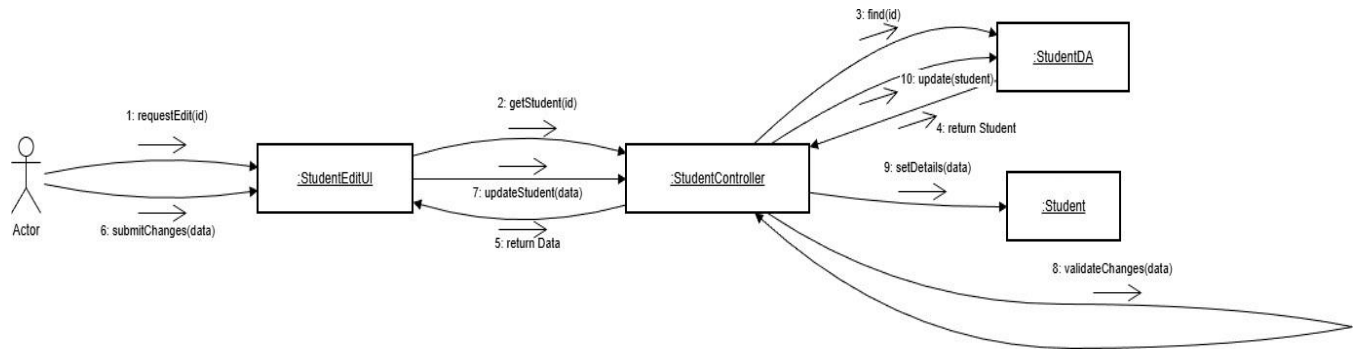 3: find(id)
:StudentDA
10: update(student)
2: getStudent(id)
1: requestEdit(id)
4: return Student
9: setDetails(data)
:StudentEditUI
:StudentController
7: updateStudent(data)
:Student
Actor
6: submitChanges(data)
5: return Data
8: validateChanges(data)